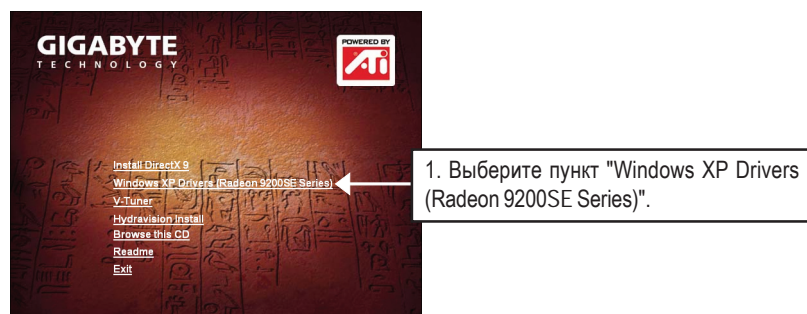 GIGABYTE
TECHNOLOGY
POWERED BY
ATi
Install DirectX 9
Windows XP Drivers (Radeon 9200SE Series)
V-Tuner
Hydravision Install
Browse this CD
Readme
Exit
1. Выберите пункт "Windows XP Drivers
(Radeon 9200SE Series)".